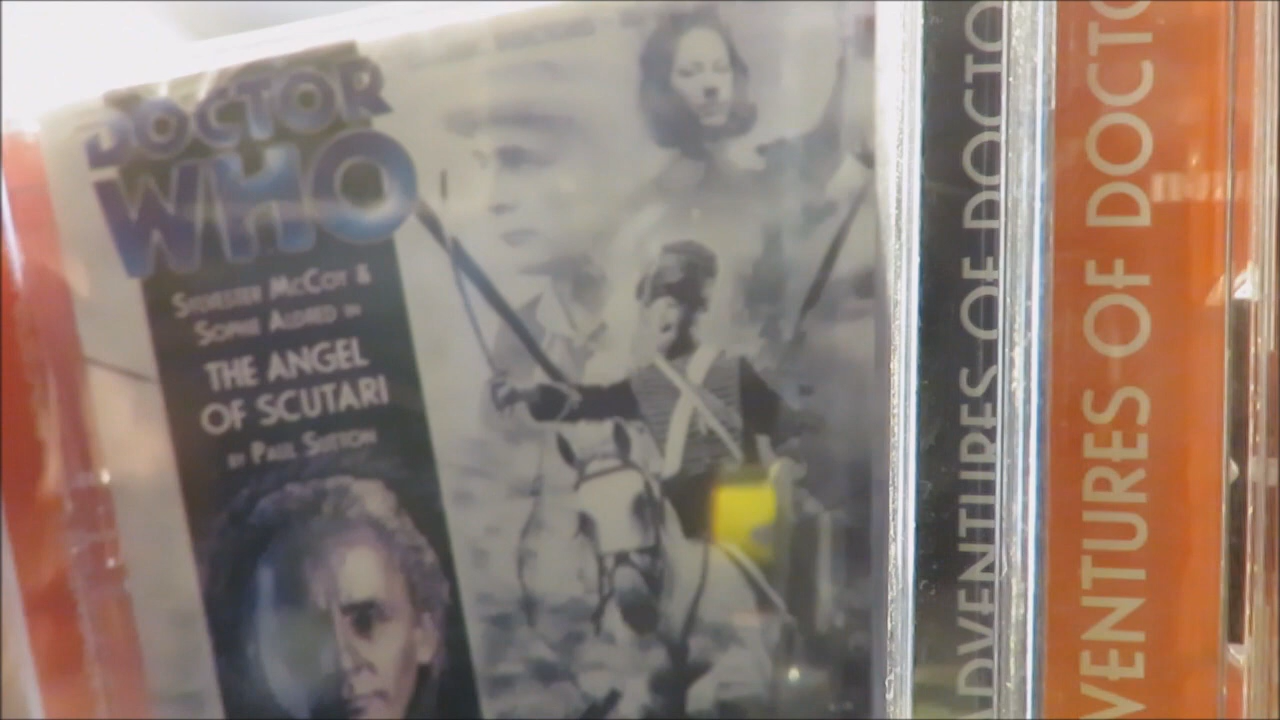 DOCTOR
WHO
SYLVESTER MCCOY &
SOPHIE ALDRED IN
THE ANGEL
OF SCUTARI
BY PAUL SUTTON
ADVENTURES OF DOCTO
VENTURES OF DOCTO